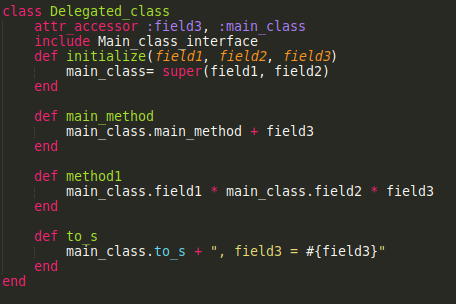 class Delegated_class
    attr_accessor :field3, :main_class
    include Main_class_interface
    def initialize(field1, field2, field3)
        main_class= super(field1, field2)
    end

    def main_method
        main_class.main_method + field3
    end

    def method1
        main_class.field1 * main_class.field2 * field3
    end

    def to_s
        main_class.to_s + ", field3 = #{field3}"
    end
end